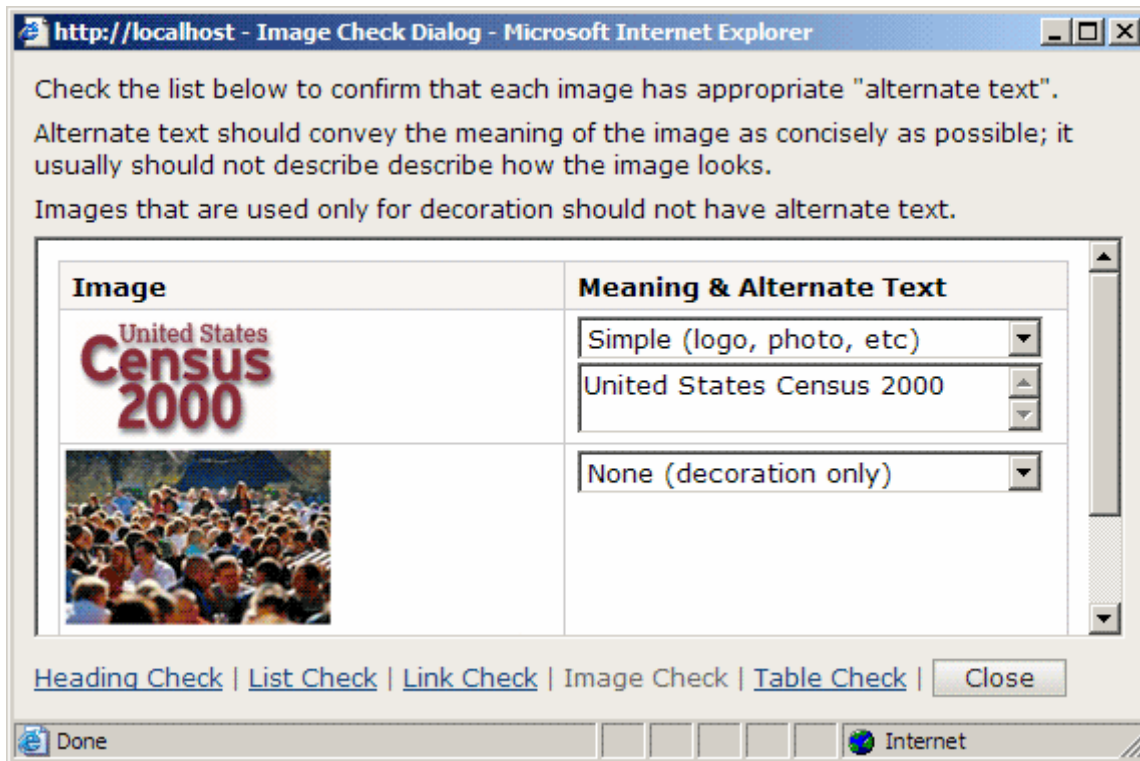 http://localhost - Image Check Dialog - Microsoft Internet Explorer
Check the list below to confirm that each image has appropriate "alternate text".
Alternate text should convey the meaning of the image as concisely as possible; it
usually should not describe describe how the image looks.
Images that are used only for decoration should not have alternate text.
Image Meaning & Alternate Text
United States
Census
2000
Simple (logo, photo, etc)
United States Census 2000
None (decoration only)
Heading Check | List Check | Link Check | Image Check | Table Check | Close
Done Internet